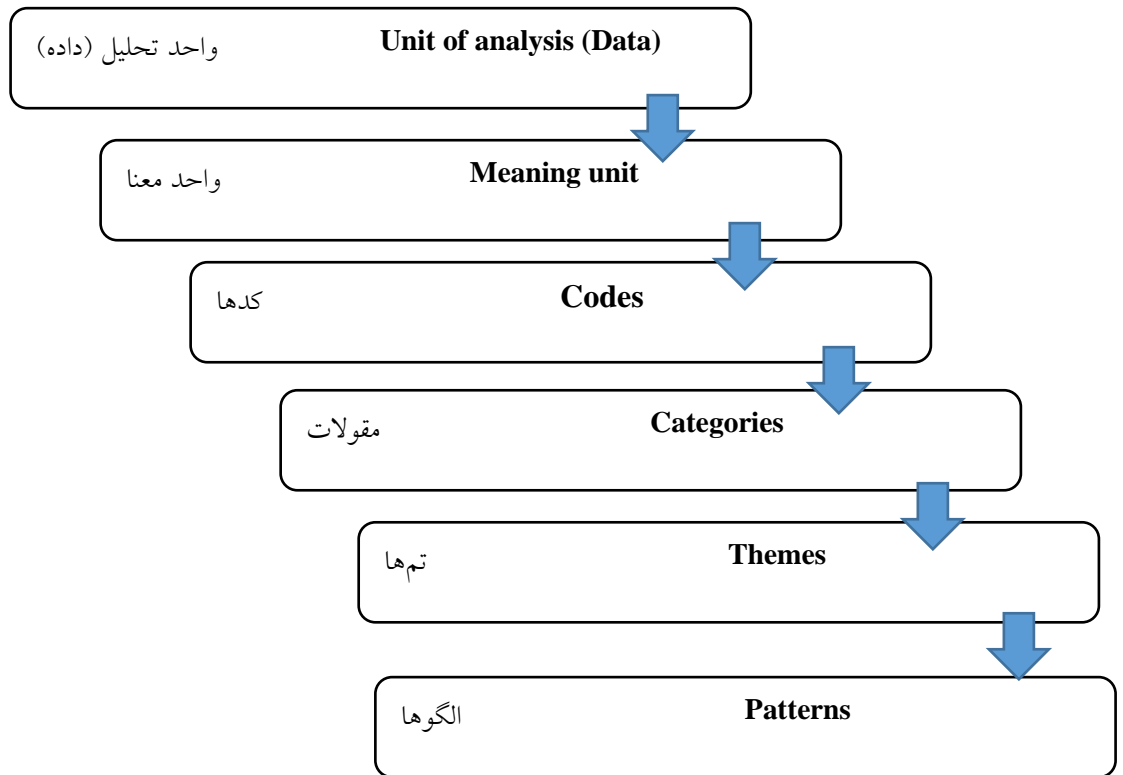 واحد تحلیل (داده) Unit of analysis (Data)
واحد معنا Meaning unit
کدها Codes
مقولات Categories
تم‌ها Themes
الگوها Patterns